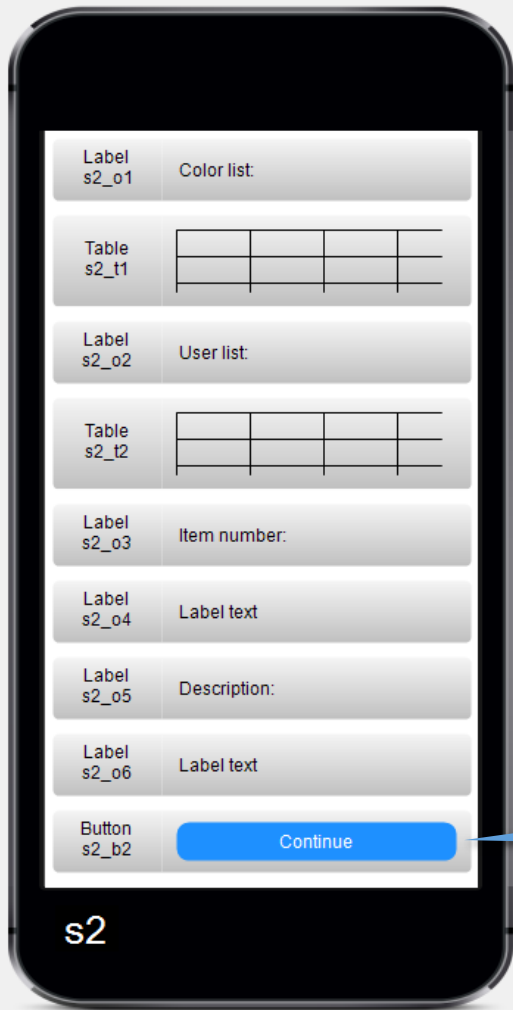 Label
s2_o1
Color list:
Table
s2_t1
Label
s2_o2
User list:
Table
s2_t2
Label
s2_o3
Item number:
Label
s2_o4
Label text
Label
s2_o5
Description:
Label
s2_o6
Label text
Button
s2_b2
Continue
s2